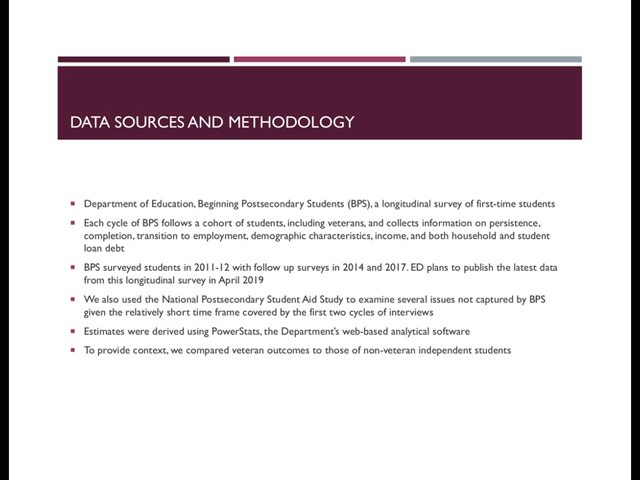 DATA SOURCES AND METHODOLOGY
Department of Education, Beginning Postsecondary Students (BPS), a longitudinal survey of first-time students
Each cycle of BPS follows a cohort of students, including veterans, and collects information on persistence,
completion, transition to employment, demographic characteristics, income, and both household and student
loan debt
BPS surveyed students in 2011-12 with follow up surveys in 2014 and 2017. ED plans to publish the latest data
from this longitudinal survey in April 2019
We also used the National Postsecondary Student Aid Study to examine several issues not captured by BPS
given the relatively short time frame covered by the first two cycles of interviews
Estimates were derived using PowerStats, the Department's web-based analytical software
To provide context, we compared veteran outcomes to those of non-veteran independent students